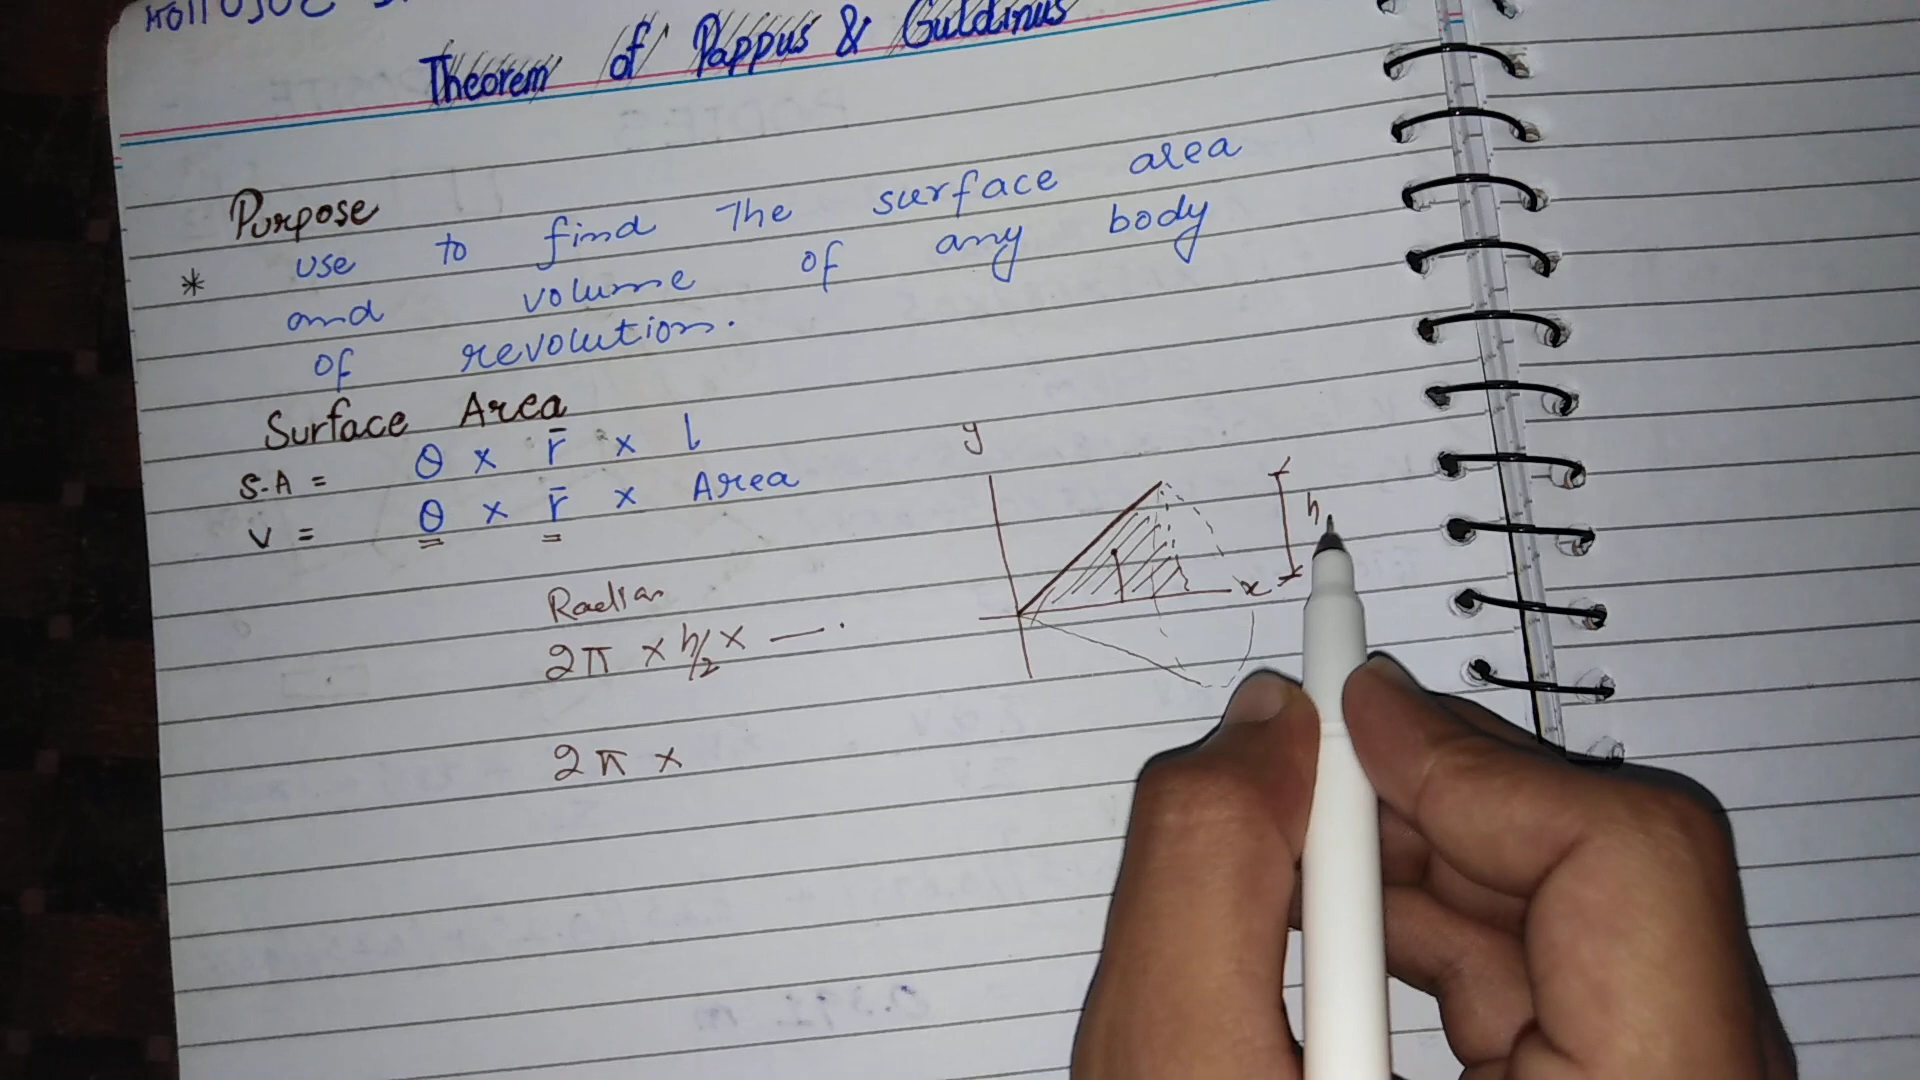 Theorem of Pappus & Guldinus
Purpose
* use to find The surface area
and volume of any body
of revolution.
Surface Area
S.A = θ × r̄ × l
V = θ × r̄ × Area
Radian
2π × h/2 × — .
2π ×
y
h
x